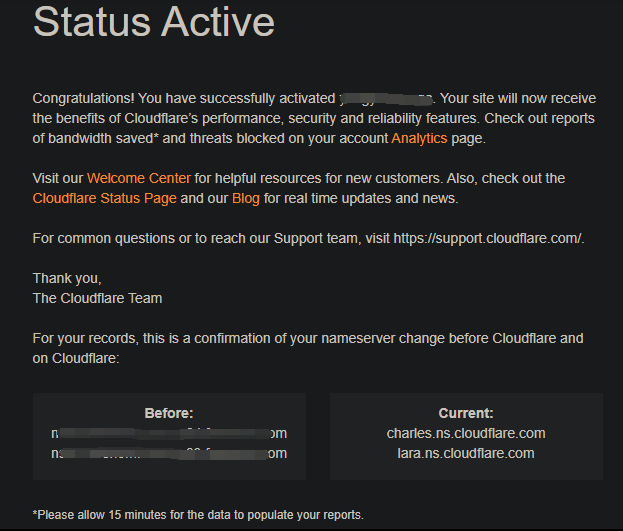 Status Active
Congratulations! You have successfully activated . Your site will now receive
the benefits of Cloudflare's performance, security and reliability features. Check out reports
of bandwidth saved* and threats blocked on your account Analytics page.
Visit our Welcome Center for helpful resources for new customers. Also, check out the
Cloudflare Status Page and our Blog for real time updates and news.
For common questions or to reach our Support team, visit https://support.cloudflare.com/.
Thank you,
The Cloudflare Team
For your records, this is a confirmation of your nameserver change before Cloudflare and
on Cloudflare:
Before:
Current:
charles.ns.cloudflare.com
lara.ns.cloudflare.com
*Please allow 15 minutes for the data to populate your reports.